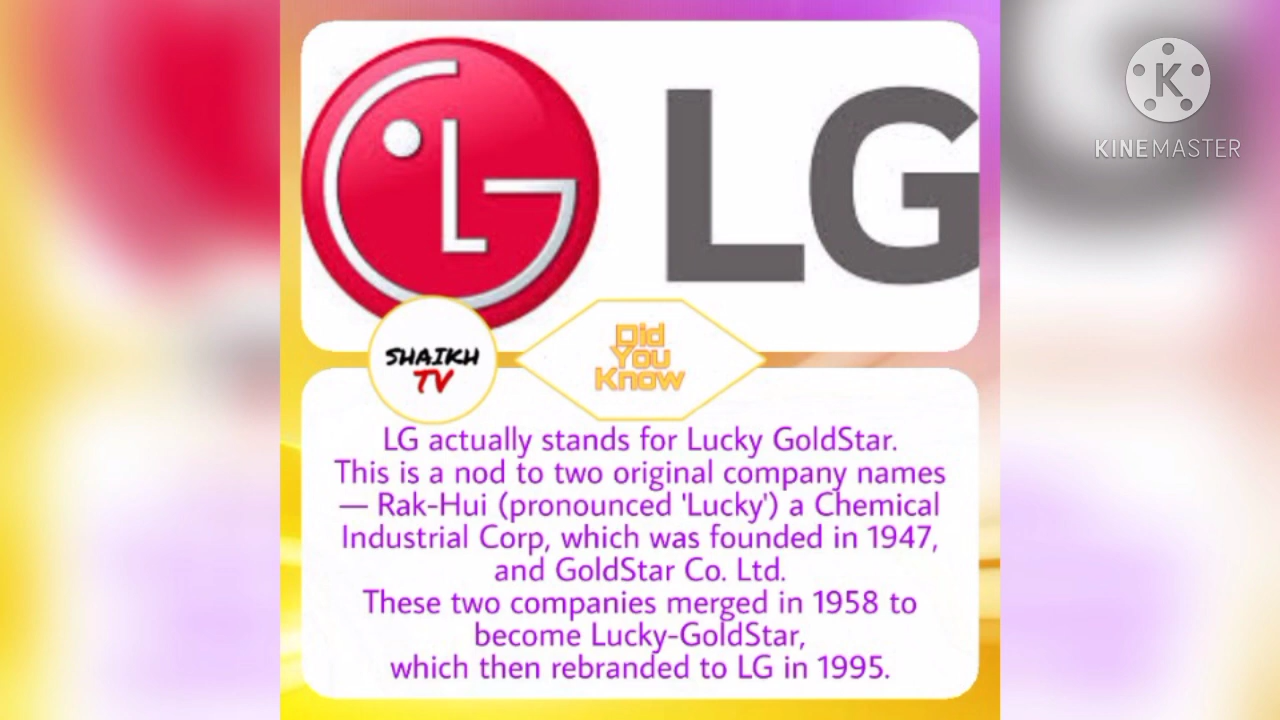 LG
LG
K
KINEMASTER
SHAIKH
TV
Did
You
Know
LG actually stands for Lucky GoldStar.
This is a nod to two original company names
— Rak-Hui (pronounced 'Lucky') a Chemical
Industrial Corp, which was founded in 1947,
and GoldStar Co. Ltd.
These two companies merged in 1958 to
become Lucky-GoldStar,
which then rebranded to LG in 1995.